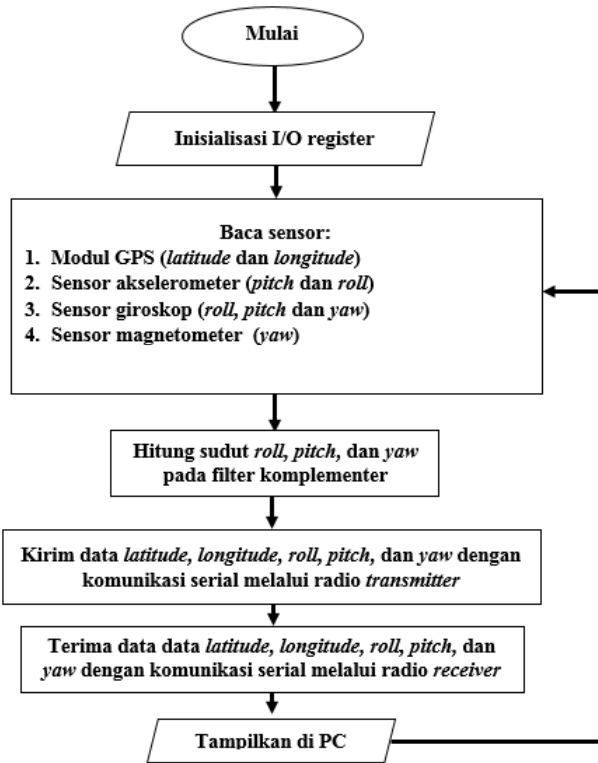 Mulai
Inisialisasi I/O register
Baca sensor:
1. Modul GPS (latitude dan longitude)
2. Sensor akselerometer (pitch dan roll)
3. Sensor giroskop (roll, pitch dan yaw)
4. Sensor magnetometer (yaw)
Hitung sudut roll, pitch, dan yaw
pada filter komplementer
Kirim data latitude, longitude, roll, pitch, dan yaw dengan
komunikasi serial melalui radio transmitter
Terima data data latitude, longitude, roll, pitch, dan
yaw dengan komunikasi serial melalui radio receiver
Tampilkan di PC